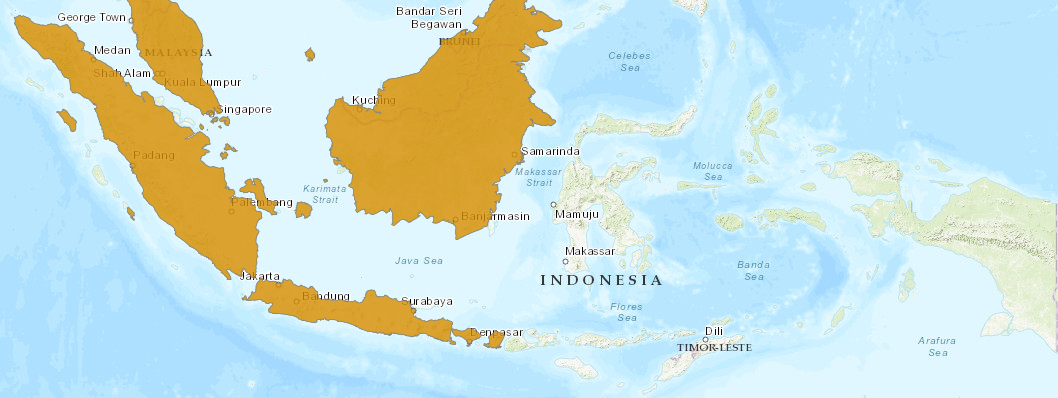 Bandar Seri
Begawan
George Town
BRUNEI
Medan
MALAYSIA
Celebes
Sea
Shah Alam
Kuala Lumpur
Kuching
Singapore
Padang
Samarinda
Makassar
Strait
Molucca
Sea
Karimata
Strait
Palembang
Banjarmasin
Mamuju
Makassar
Java Sea
Banda
Sea
Jakarta
INDONESIA
Bandung
Surabaya
Flores
Sea
Denpasar
Dili
TIMOR-LESTE
Arafura
Sea